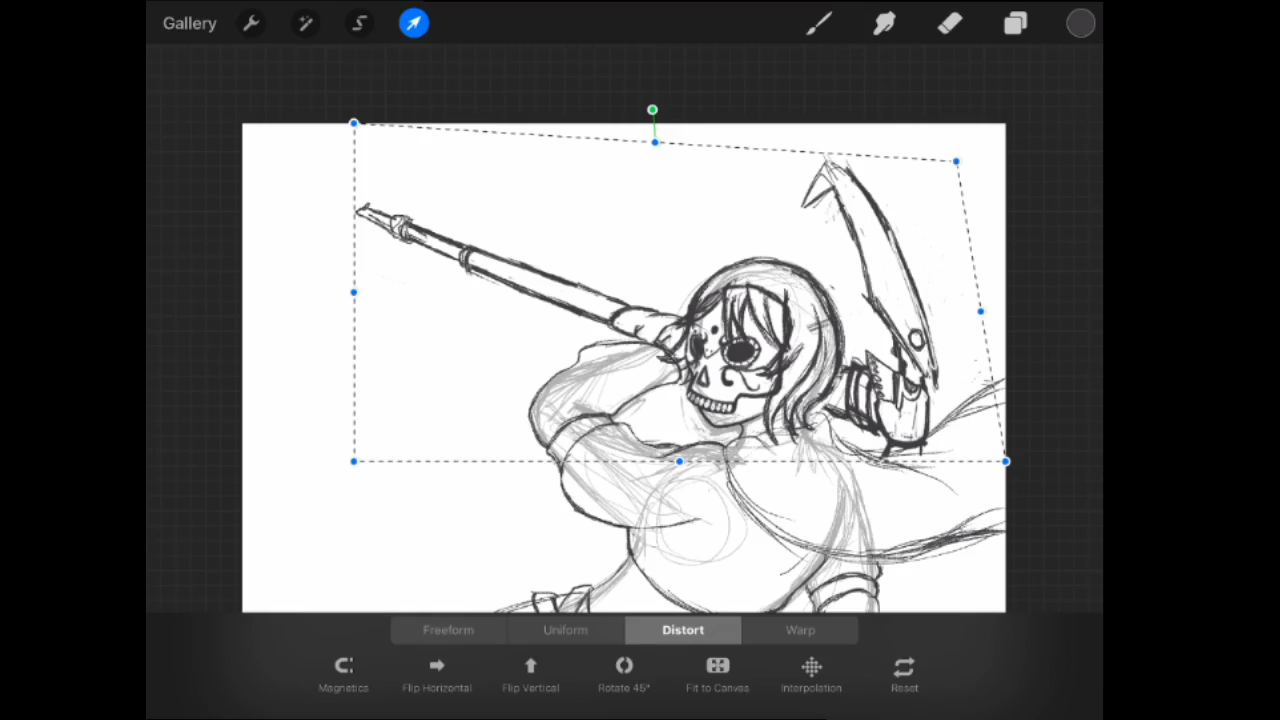 Gallery
Freeform Uniform Distort Warp
Magnetics Flip Horizontal Flip Vertical Rotate 45° Fit to Canvas Interpolation Reset